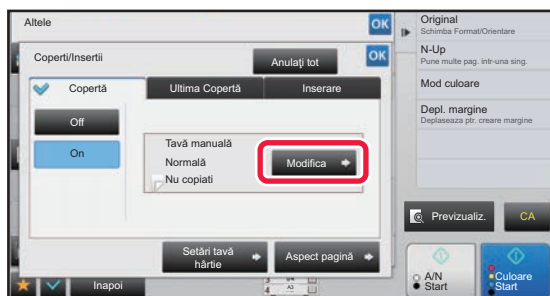 Altele
OK
Coperti/Insertii
Anulaţi tot
OK
Copertă
Ultima Copertă
Inserare
Off
On
Tavă manuală
Normală
Nu copiati
Modifica
Setări tavă
hârtie
Aspect pagină
Inapoi
A3
Original
Schimba Format/Orientare
N-Up
Pune multe pag. intr-una sing.
Mod culoare
Depl. margine
Deplaseaza ptr. creare margine
Previzualiz.
CA
A/N
Start
Culoare
Start